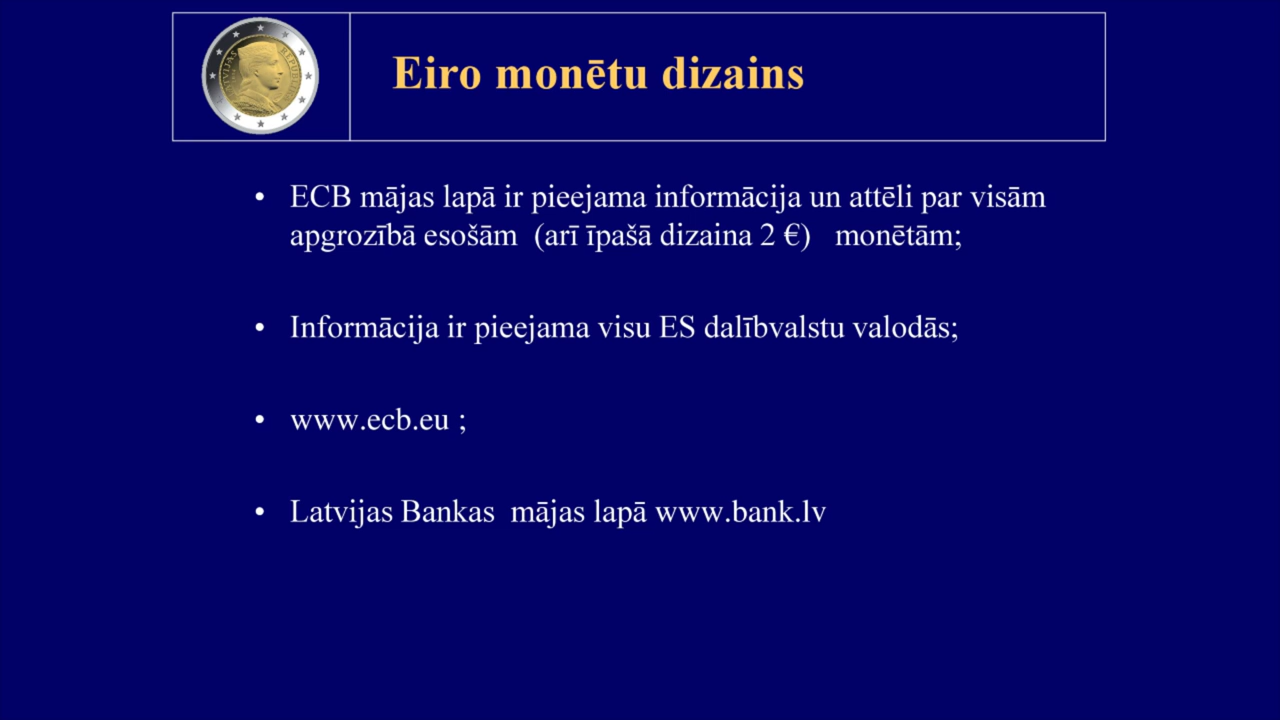 Eiro monētu dizains
• ECB mājas lapā ir pieejama informācija un attēli par visām
apgrozībā esošām (arī īpašā dizaina 2 €) monētām;
• Informācija ir pieejama visu ES dalībvalstu valodās;
• www.ecb.eu ;
• Latvijas Bankas mājas lapā www.bank.lv